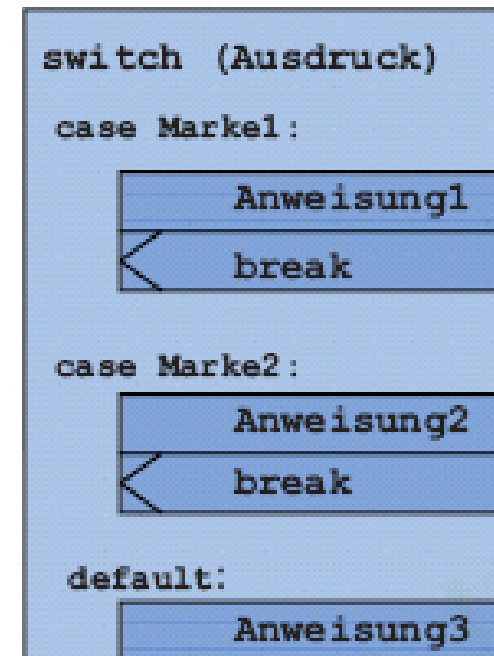 switch (Ausdruck)
case Marke1:
Anweisung1
break
case Marke2:
Anweisung2
break
default:
Anweisung3